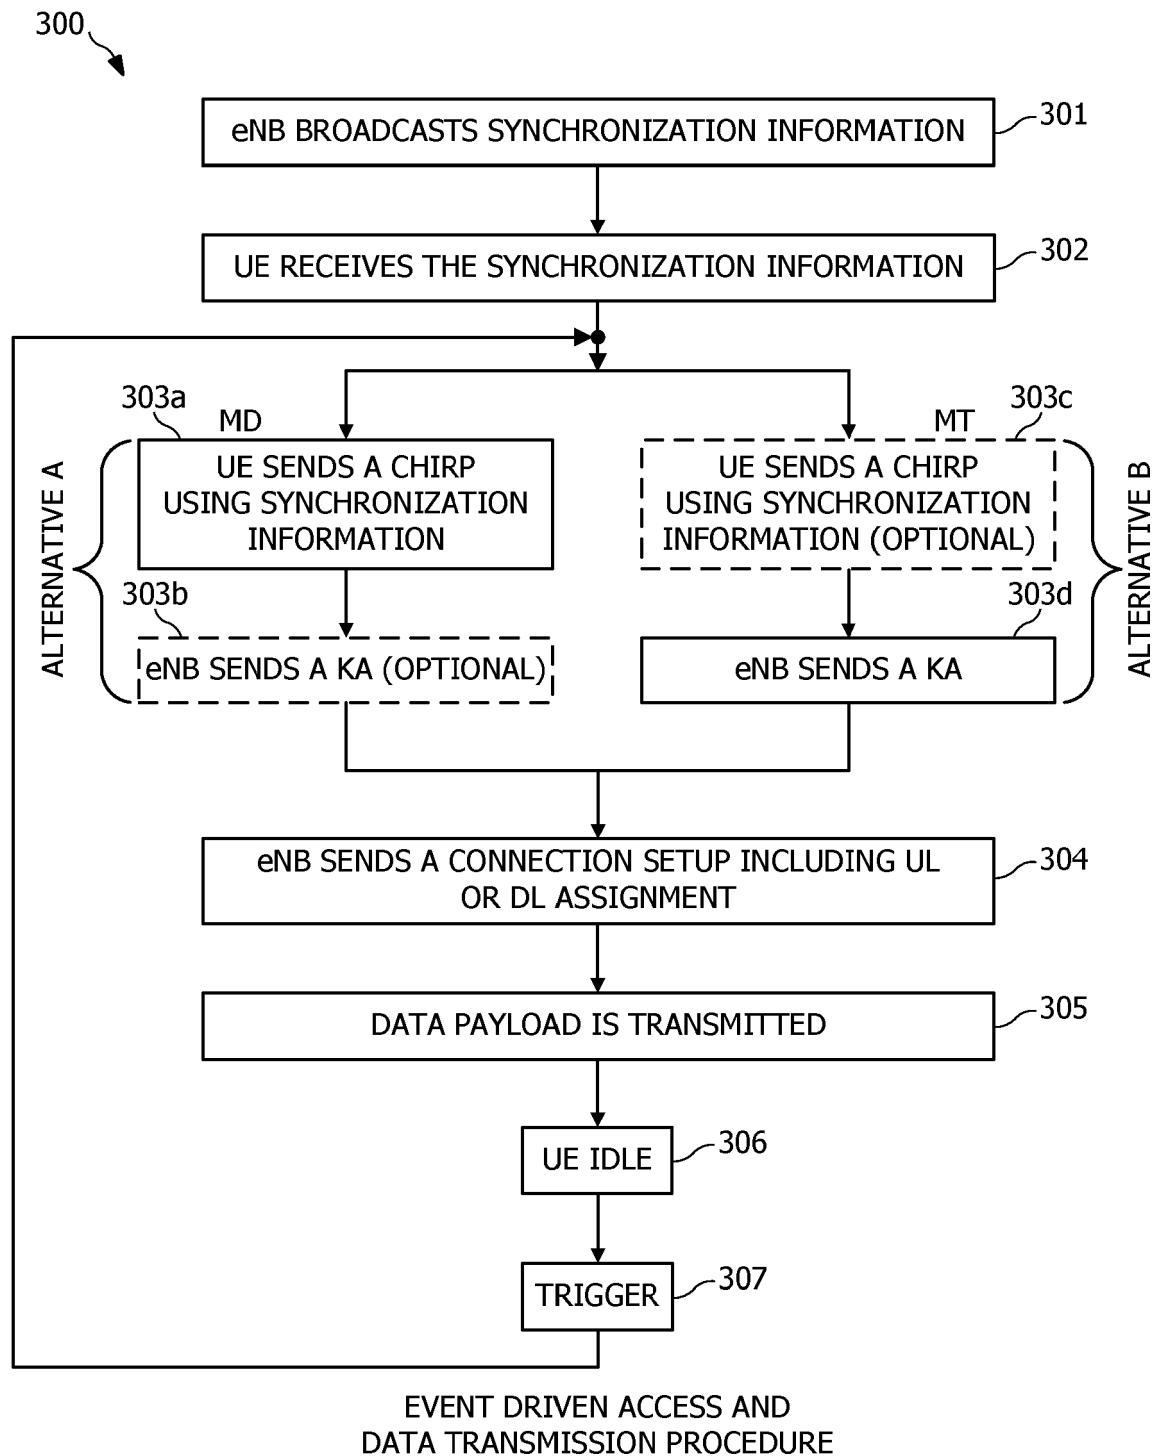 300
eNB BROADCASTS SYNCHRONIZATION INFORMATION
301
UE RECEIVES THE SYNCHRONIZATION INFORMATION
302
303a
MD
MT
303c
ALTERNATIVE A
UE SENDS A CHIRP
USING SYNCHRONIZATION
INFORMATION
UE SENDS A CHIRP
USING SYNCHRONIZATION
INFORMATION (OPTIONAL)
ALTERNATIVE B
303b
303d
eNB SENDS A KA (OPTIONAL)
eNB SENDS A KA
eNB SENDS A CONNECTION SETUP INCLUDING UL
OR DL ASSIGNMENT
304
DATA PAYLOAD IS TRANSMITTED
305
UE IDLE
306
TRIGGER
307
EVENT DRIVEN ACCESS AND
DATA TRANSMISSION PROCEDURE